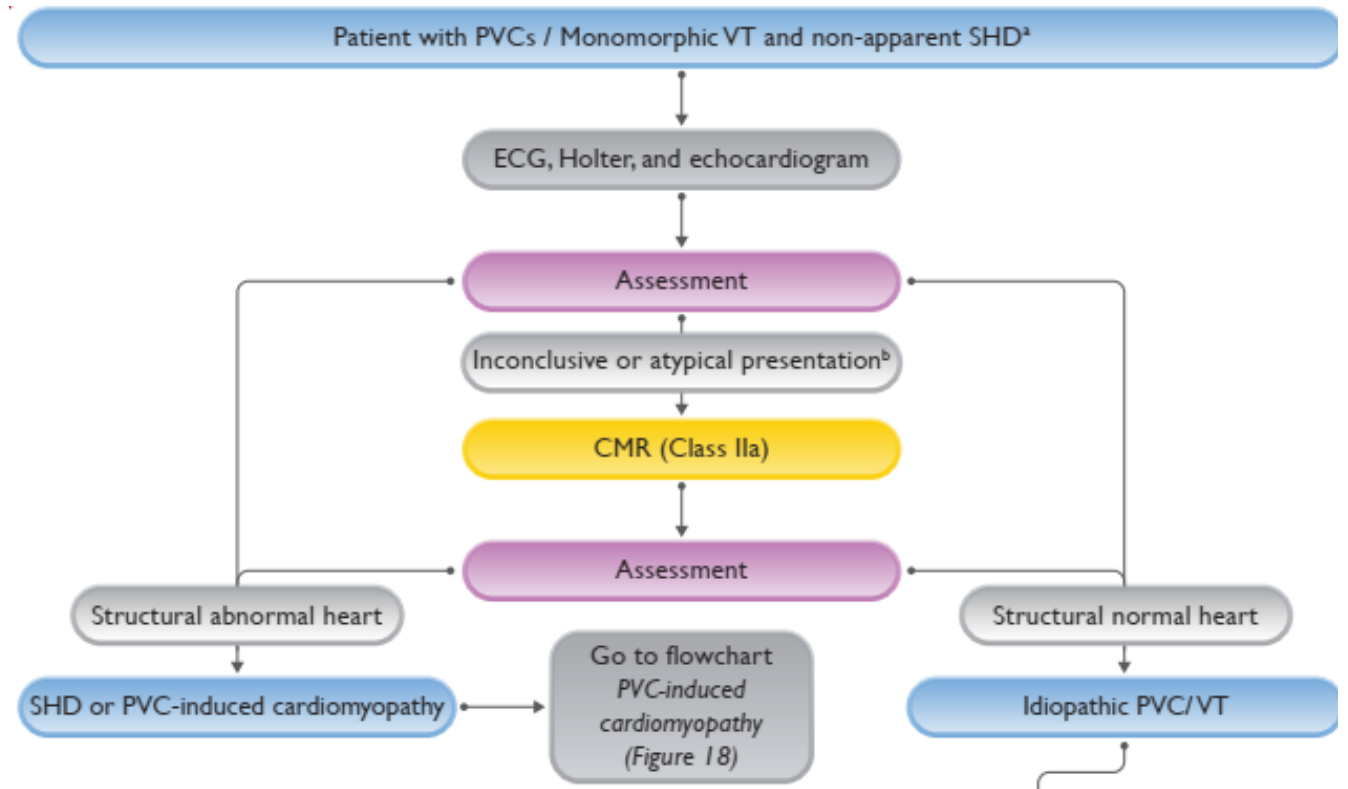 Patient with PVCs / Monomorphic VT and non-apparent SHDᵃ
ECG, Holter, and echocardiogram
Assessment
Inconclusive or atypical presentationᵇ
CMR (Class IIa)
Assessment
Structural abnormal heart
Structural normal heart
SHD or PVC-induced cardiomyopathy
Go to flowchart
PVC-induced
cardiomyopathy
(Figure 18)
Idiopathic PVC/VT